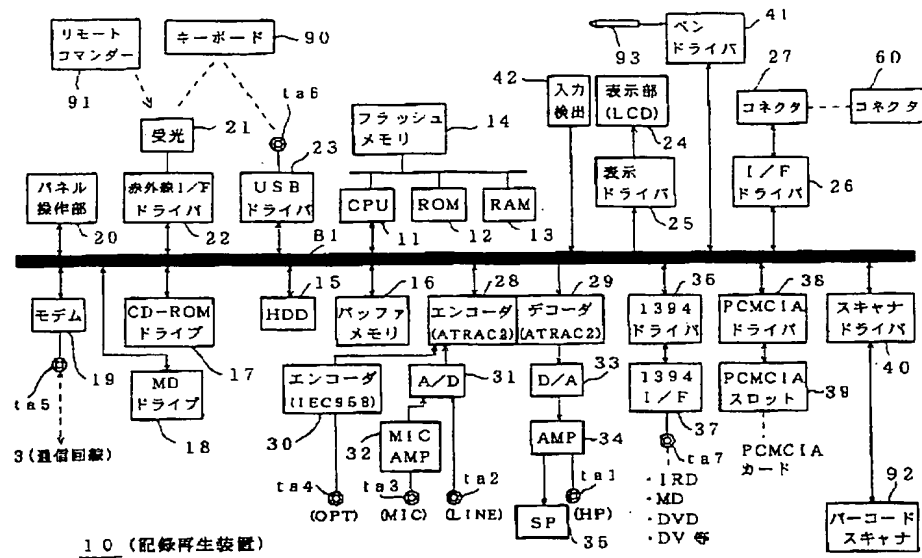 リモート
コマンダー
91
キーボード
90
ta6
受光
21
パネル
操作部
20
赤外線I/F
ドライバ
22
USB
ドライバ
23
フラッシュ
メモリ
14
CPU
11
ROM
12
RAM
13
42
入力
検出
表示部
(LCD)
24
表示
ドライバ
25
93
ペン
ドライバ
41
27
コネクタ
60
コネクタ
I/F
ドライバ
26
B1
モデム
19
ta5
3(通信回線)
CD-ROM
ドライブ
17
MD
ドライブ
18
HDD
15
バッファ
メモリ
16
エンコーダ
(ATRAC2)
28
デコーダ
(ATRAC2)
29
エンコーダ
(IEC958)
30
A/D
31
32
MIC
AMP
D/A
33
AMP
34
SP
35
ta4
(OPT)
ta3
(MIC)
ta2
(LINE)
ta1
(HP)
1394
ドライバ
36
1394
I/F
37
ta7
・IRD
・MD
・DVD
・DV等
PCMCIA
ドライバ
38
PCMCIA
スロット
39
PCMCIA
カード
スキャナ
ドライバ
40
92
バーコード
スキャナ
10 (記録再生装置)